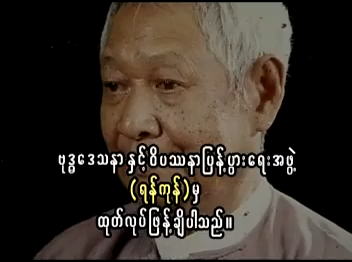 ဗုဒ္ဓဒေသနာ နှင့်ဝိပဿနာပြန့်ပွားရေးအဖွဲ့
(ရန်ကုန်)မှ
ထုတ်လုပ်ဖြန့်ချိပါသည်။